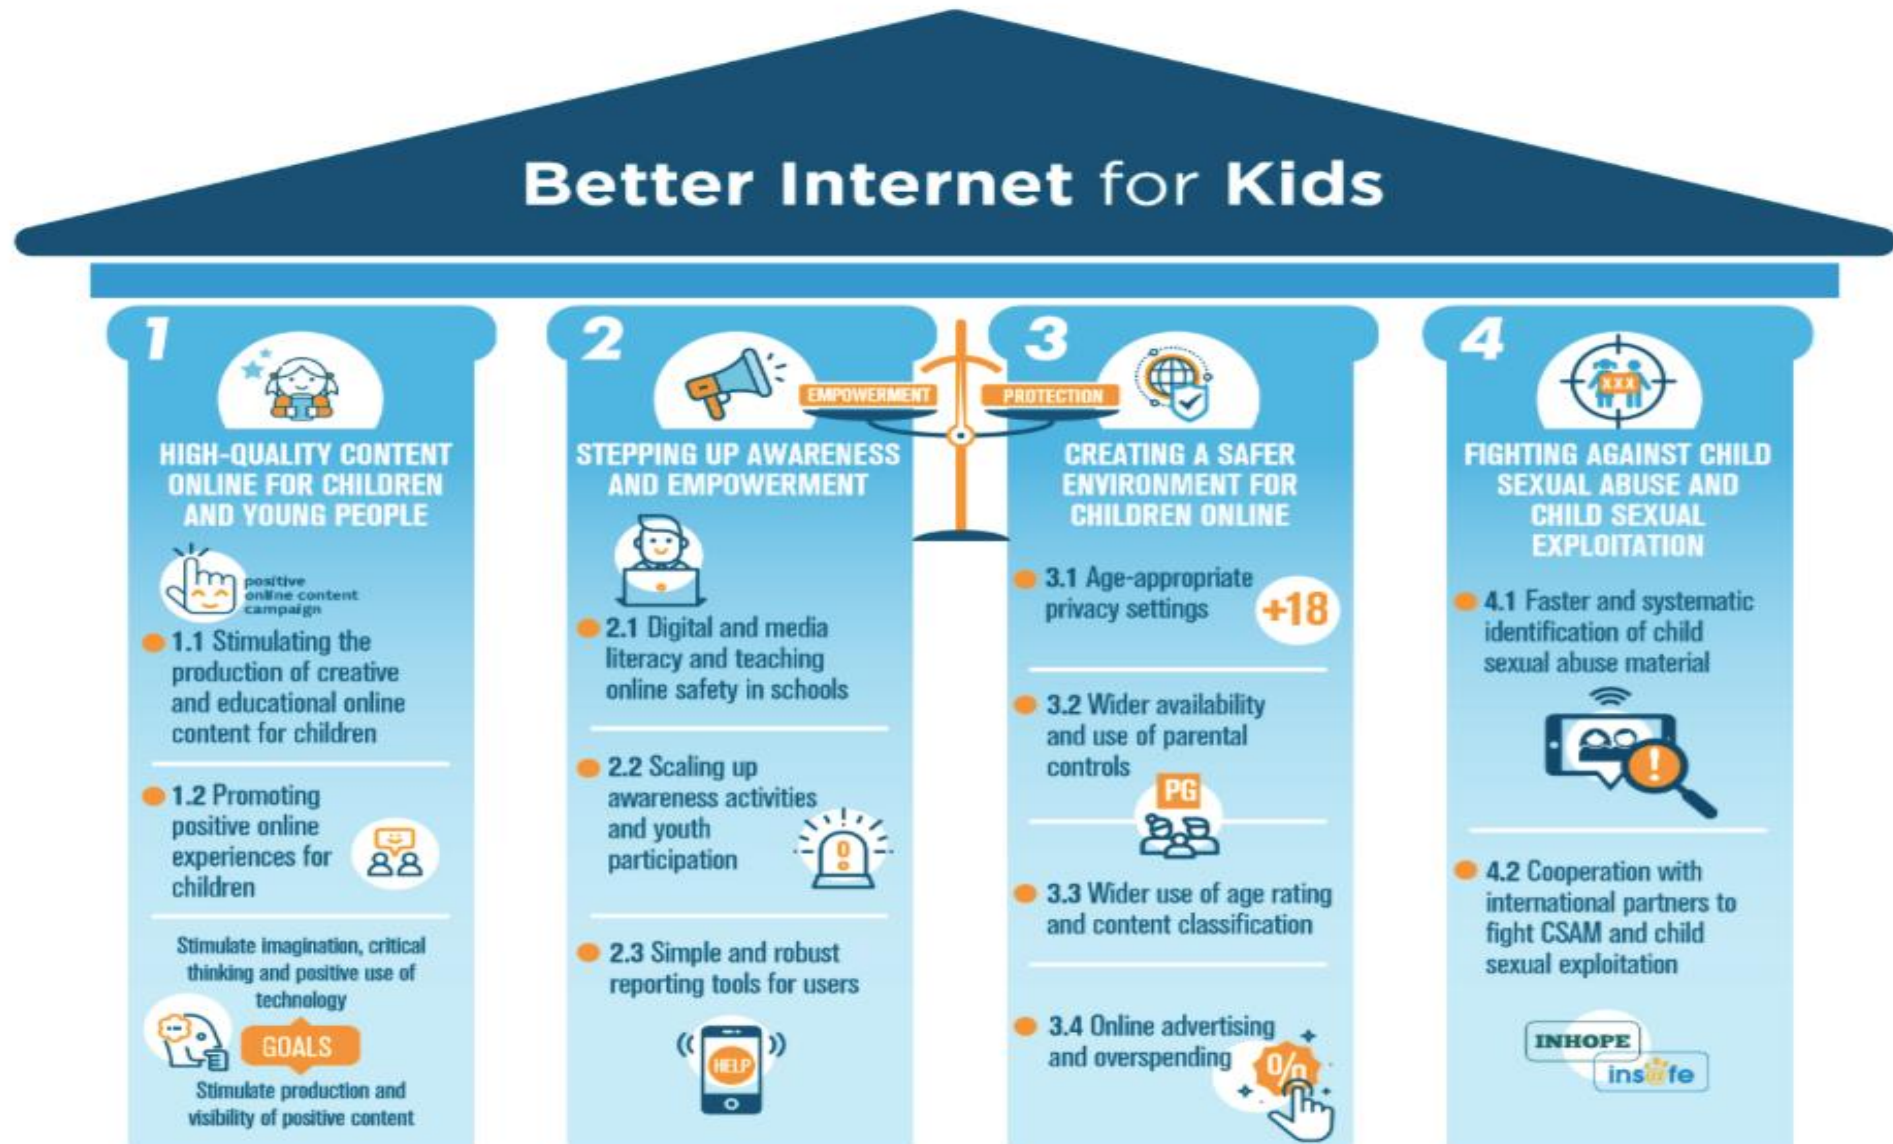 Better Internet for Kids
1
HIGH-QUALITY CONTENT
ONLINE FOR CHILDREN
AND YOUNG PEOPLE
positive
online content
campaign
1.1 Stimulating the
production of creative
and educational online
content for children
1.2 Promoting
positive online
experiences for
children
Stimulate imagination, critical
thinking and positive use of
technology
GOALS
Stimulate production and
visibility of positive content
2
EMPOWERMENT
STEPPING UP AWARENESS
AND EMPOWERMENT
2.1 Digital and media
literacy and teaching
online safety in schools
2.2 Scaling up
awareness activities
and youth
participation
2.3 Simple and robust
reporting tools for users
HELP
3
PROTECTION
CREATING A SAFER
ENVIRONMENT FOR
CHILDREN ONLINE
3.1 Age-appropriate
privacy settings
+18
3.2 Wider availability
and use of parental
controls
PG
3.3 Wider use of age rating
and content classification
3.4 Online advertising
and overspending
%
4
XXX
FIGHTING AGAINST CHILD
SEXUAL ABUSE AND
CHILD SEXUAL
EXPLOITATION
4.1 Faster and systematic
identification of child
sexual abuse material
!
4.2 Cooperation with
international partners to
fight CSAM and child
sexual exploitation
INHOPE
insafe